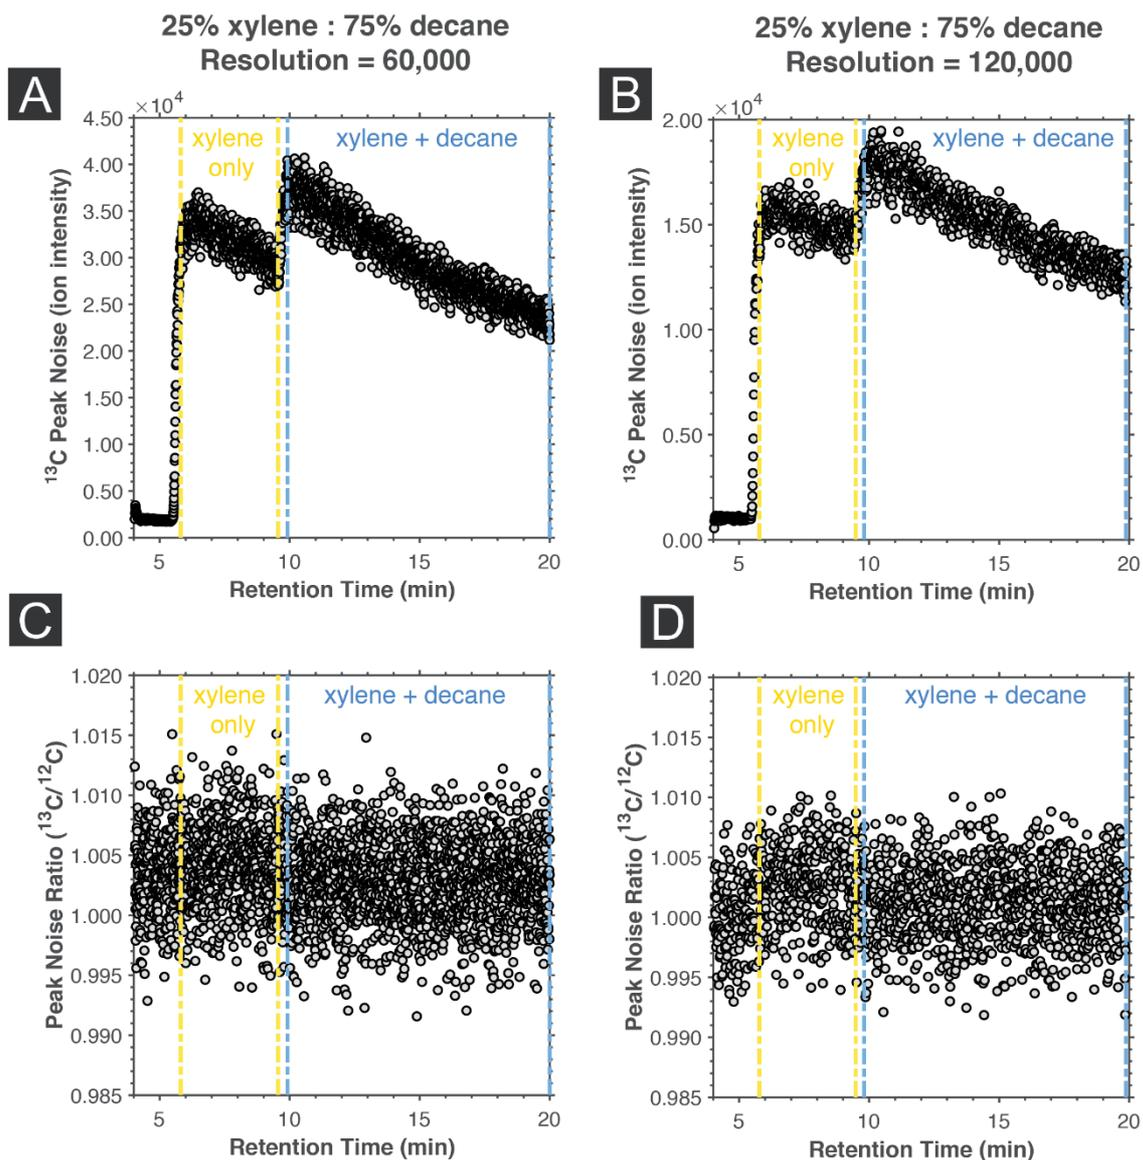 25% xylene : 75% decane
Resolution = 60,000
25% xylene : 75% decane
Resolution = 120,000
A
×10⁴
4.50
4.00
3.50
3.00
2.50
2.00
1.50
1.00
0.50
0.00
¹³C Peak Noise (ion intensity)
xylene
only
xylene + decane
5
10
15
20
Retention Time (min)
B
×10⁴
2.00
1.50
1.00
0.50
0.00
¹³C Peak Noise (ion intensity)
xylene
only
xylene + decane
5
10
15
20
Retention Time (min)
C
1.020
1.015
1.010
1.005
1.000
0.995
0.990
0.985
Peak Noise Ratio (¹³C/¹²C)
xylene
only
xylene + decane
5
10
15
20
Retention Time (min)
D
1.020
1.015
1.010
1.005
1.000
0.995
0.990
0.985
Peak Noise Ratio (¹³C/¹²C)
xylene
only
xylene + decane
5
10
15
20
Retention Time (min)